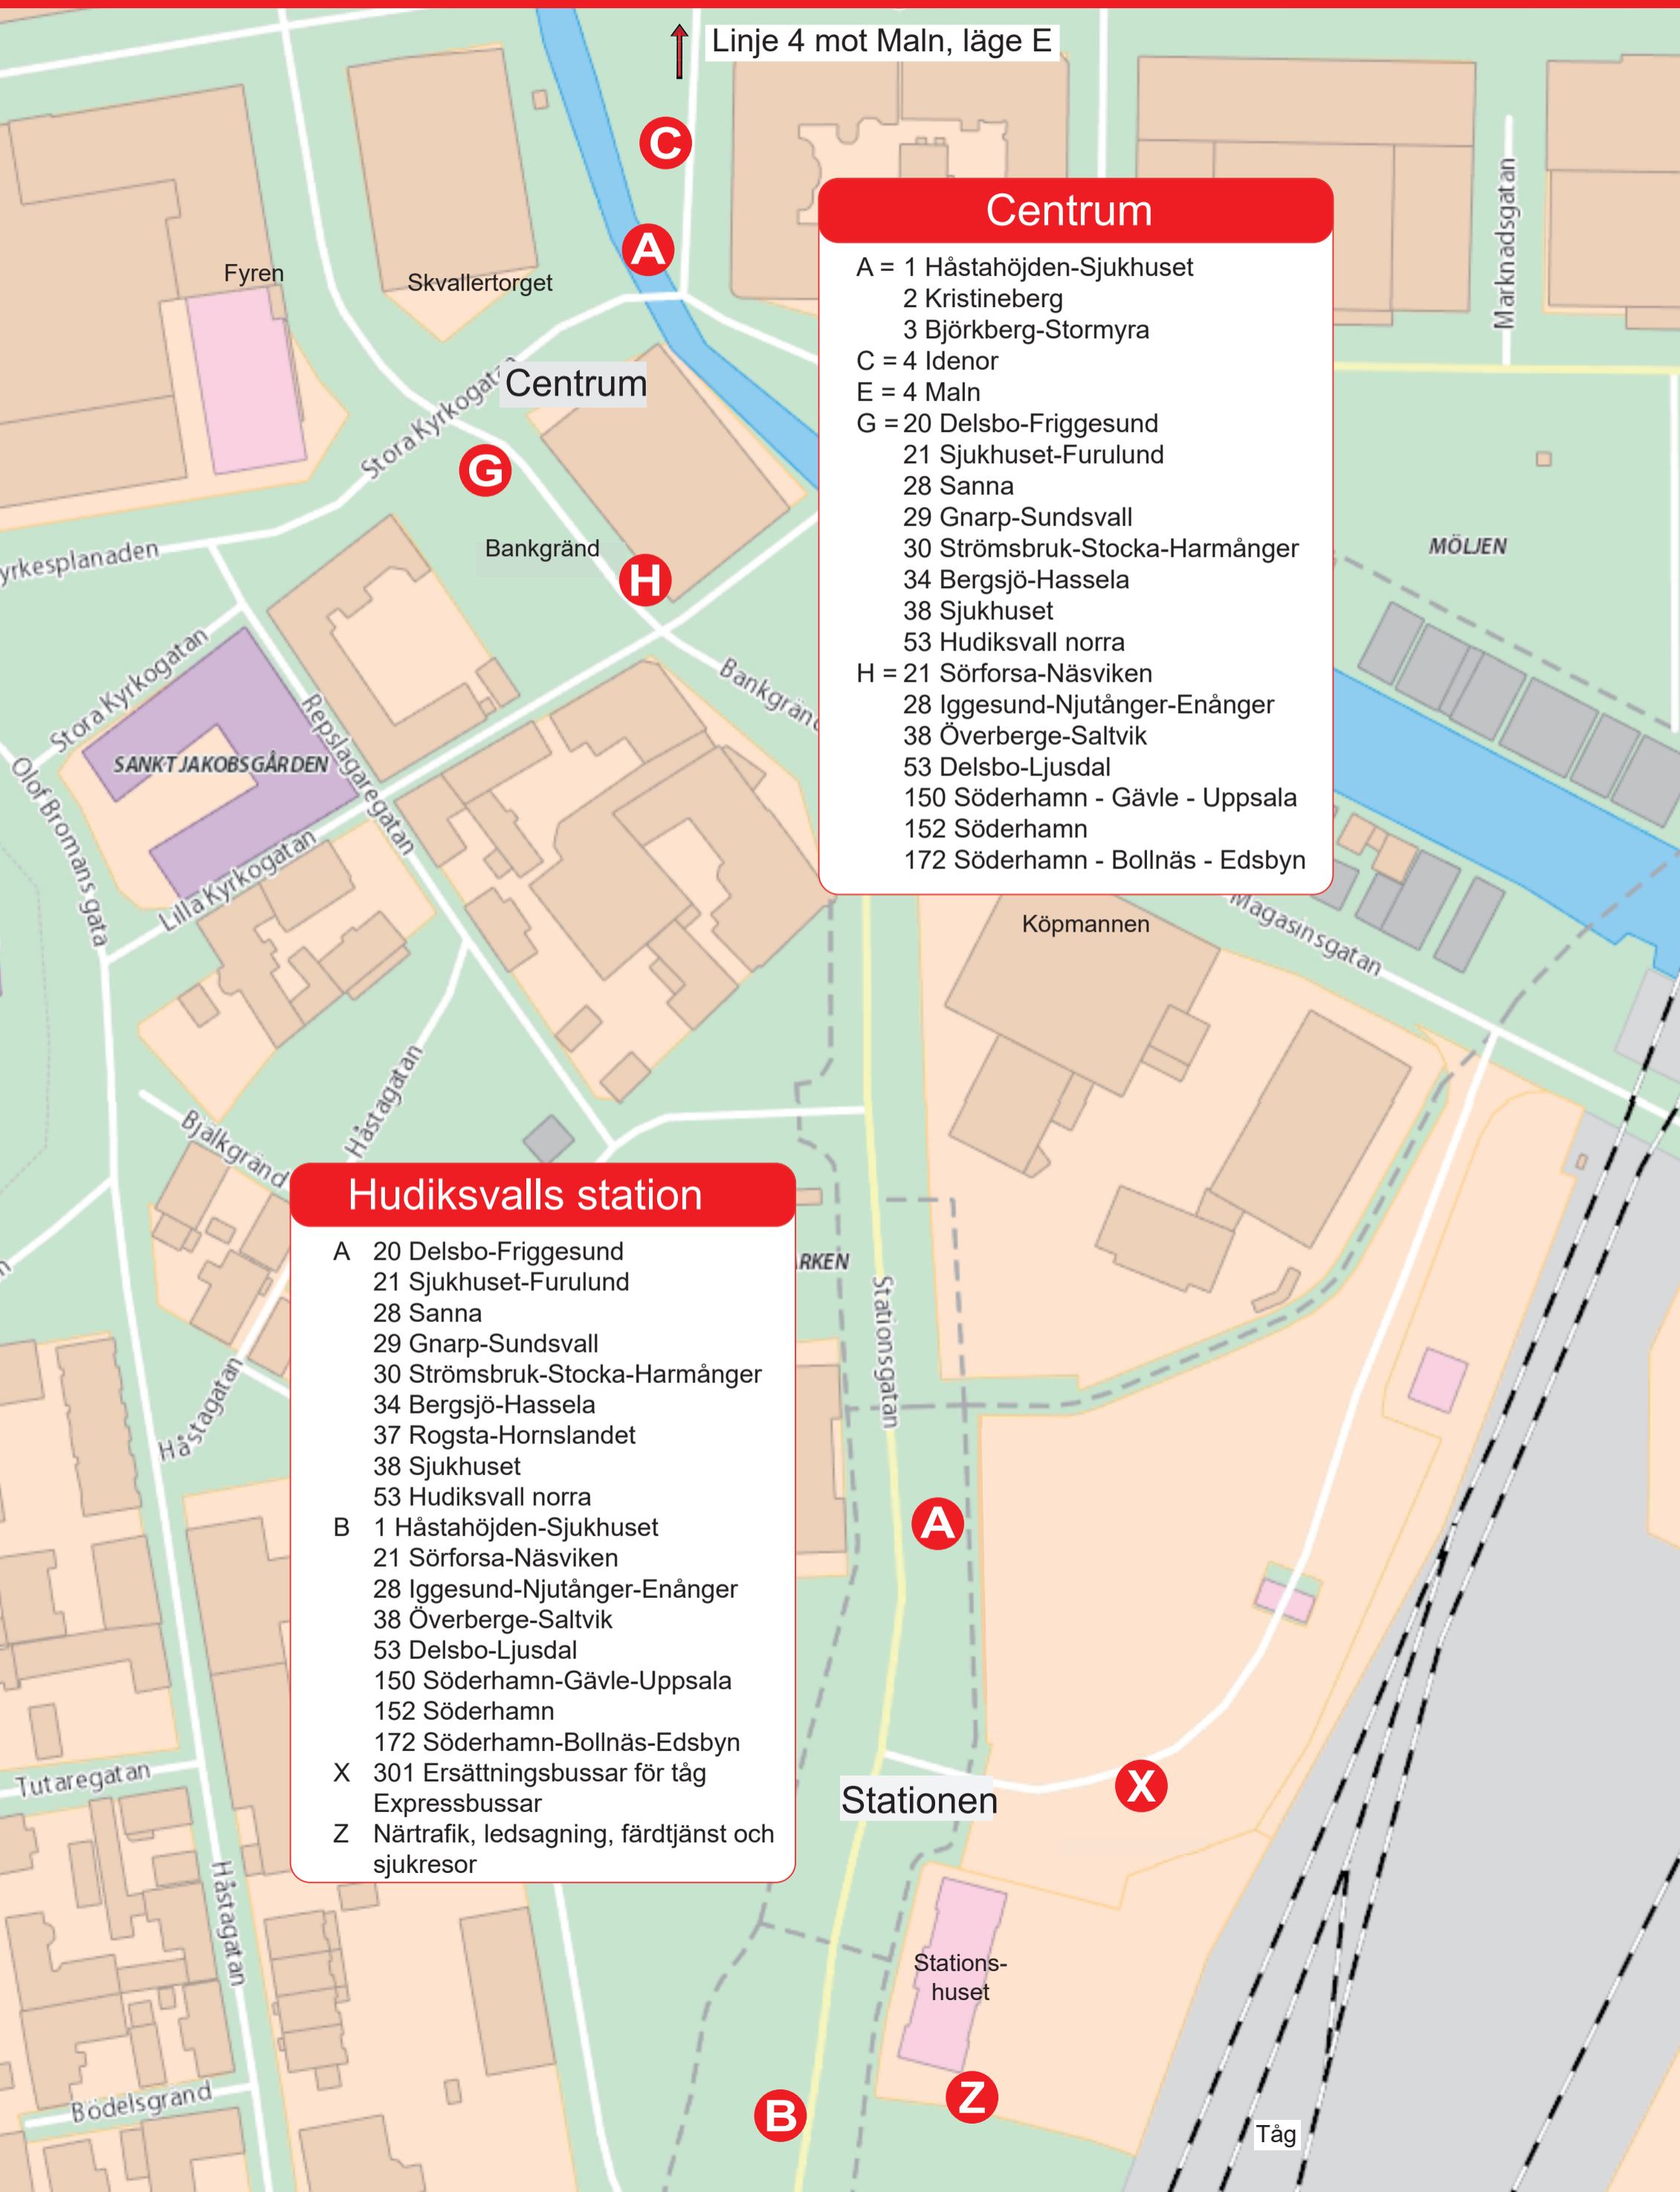 Linje 4 mot Maln, läge E
C
A
Fyren
Skvallertorget
Centrum
Stora Kyrkogatan
G
Bankgränd
H
Bankgränd
Stora Kyrkogatan
SANKT JAKOBSGÅRDEN
Repslagaregatan
Olof Bromans gata
Lilla Kyrkogatan
Marknadsgatan
MÖLJEN
Centrum
A = 1 Håstahöjden-Sjukhuset
2 Kristineberg
3 Björkberg-Stormyra
C = 4 Idenor
E = 4 Maln
G = 20 Delsbo-Friggesund
21 Sjukhuset-Furulund
28 Sanna
29 Gnarp-Sundsvall
30 Strömsbruk-Stocka-Harmånger
34 Bergsjö-Hassela
38 Sjukhuset
53 Hudiksvall norra
H = 21 Sörforsa-Näsviken
28 Iggesund-Njutånger-Enånger
38 Överberge-Saltvik
53 Delsbo-Ljusdal
150 Söderhamn - Gävle - Uppsala
152 Söderhamn
172 Söderhamn - Bollnäs - Edsbyn
Köpmannen
Magasinsgatan
Håstagatan
Bjälkgränd
Hudiksvalls station
A 20 Delsbo-Friggesund
21 Sjukhuset-Furulund
28 Sanna
29 Gnarp-Sundsvall
30 Strömsbruk-Stocka-Harmånger
34 Bergsjö-Hassela
37 Rogsta-Hornslandet
38 Sjukhuset
53 Hudiksvall norra
B 1 Håstahöjden-Sjukhuset
21 Sörforsa-Näsviken
28 Iggesund-Njutånger-Enånger
38 Överberge-Saltvik
53 Delsbo-Ljusdal
150 Söderhamn-Gävle-Uppsala
152 Söderhamn
172 Söderhamn-Bollnäs-Edsbyn
X 301 Ersättningsbussar för tåg
Expressbussar
Z Närtrafik, ledsagning, färdtjänst och
sjukresor
RKEN
Stationsgatan
Håstagatan
A
Stationen
X
Tutaregatan
Håstagatan
Stations-
huset
Bödelsgränd
B
Z
Tåg